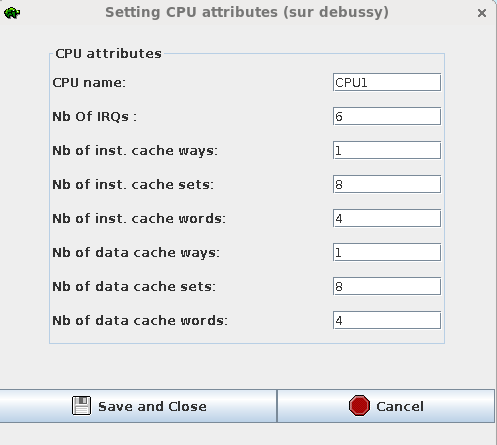 Setting CPU attributes (sur debussy)
CPU attributes
CPU name: CPU1
Nb Of IRQs : 6
Nb of inst. cache ways: 1
Nb of inst. cache sets: 8
Nb of inst. cache words: 4
Nb of data cache ways: 1
Nb of data cache sets: 8
Nb of data cache words: 4
Save and Close Cancel